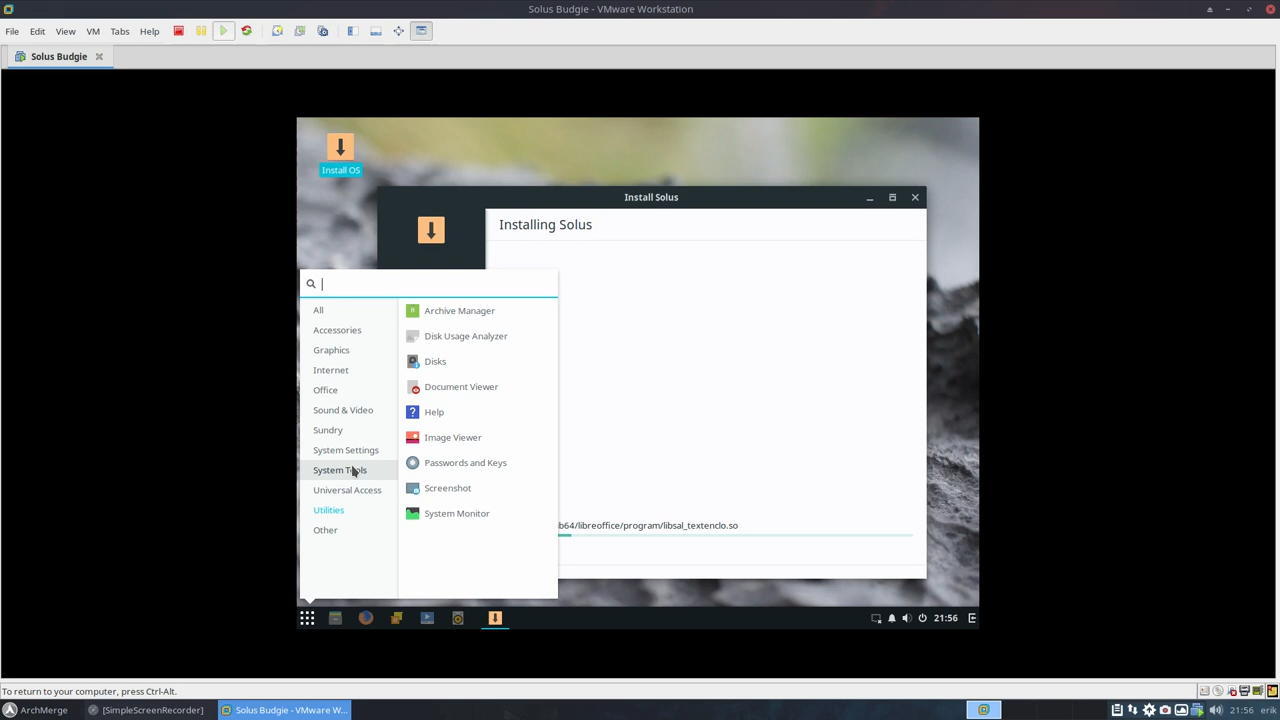 Solus Budgie - VMware Workstation
File Edit View VM Tabs Help
Solus Budgie
Install OS
Install Solus
Installing Solus
All
Accessories
Graphics
Internet
Office
Sound & Video
Sundry
System Settings
System Tools
Universal Access
Utilities
Other
Archive Manager
Disk Usage Analyzer
Disks
Document Viewer
Help
Image Viewer
Passwords and Keys
Screenshot
System Monitor
ib64/libreoffice/program/libsal_textenclo.so
21:56
To return to your computer, press Ctrl-Alt.
ArchMerge [SimpleScreenRecorder] Solus Budgie - VMware W... 21:56 erik